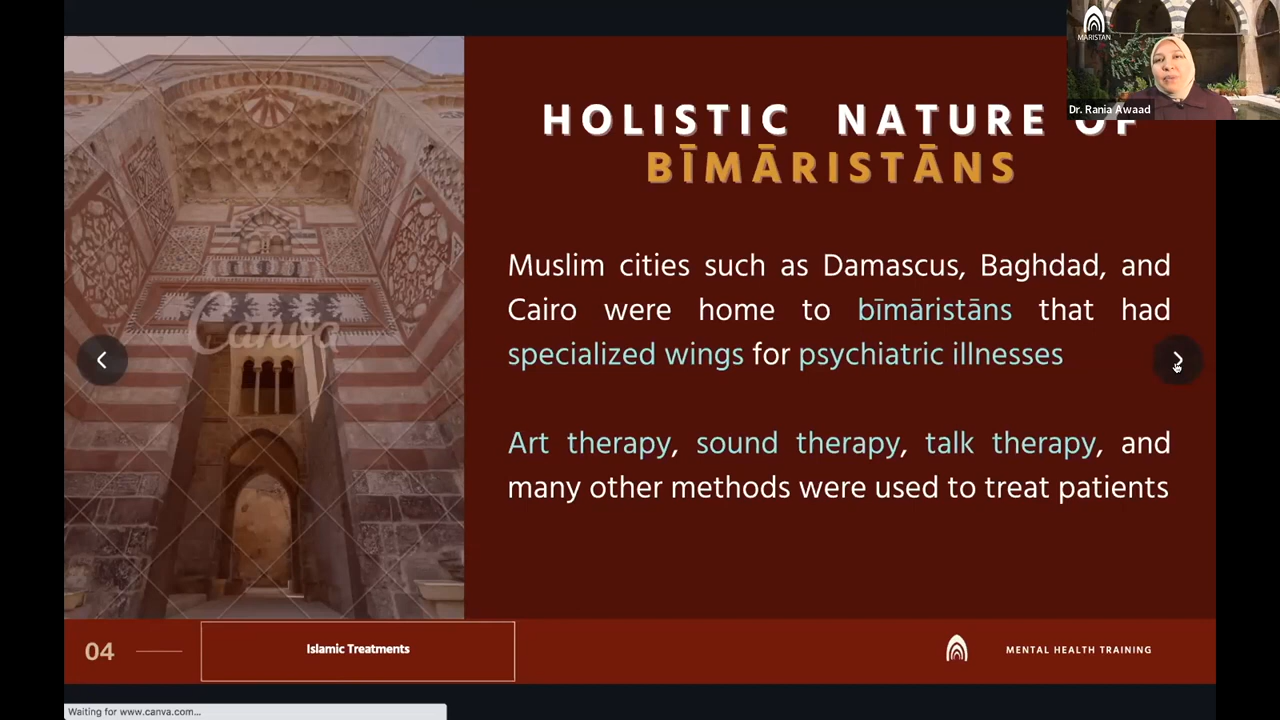 MARISTAN
Dr. Rania Awaad
HOLISTIC NATURE OF
BĪMĀRISTĀNS
Muslim cities such as Damascus, Baghdad, and
Cairo were home to bīmāristāns that had
specialized wings for psychiatric illnesses
Art therapy, sound therapy, talk therapy, and
many other methods were used to treat patients
Canva
04
Islamic Treatments
MENTAL HEALTH TRAINING
Waiting for www.canva.com...